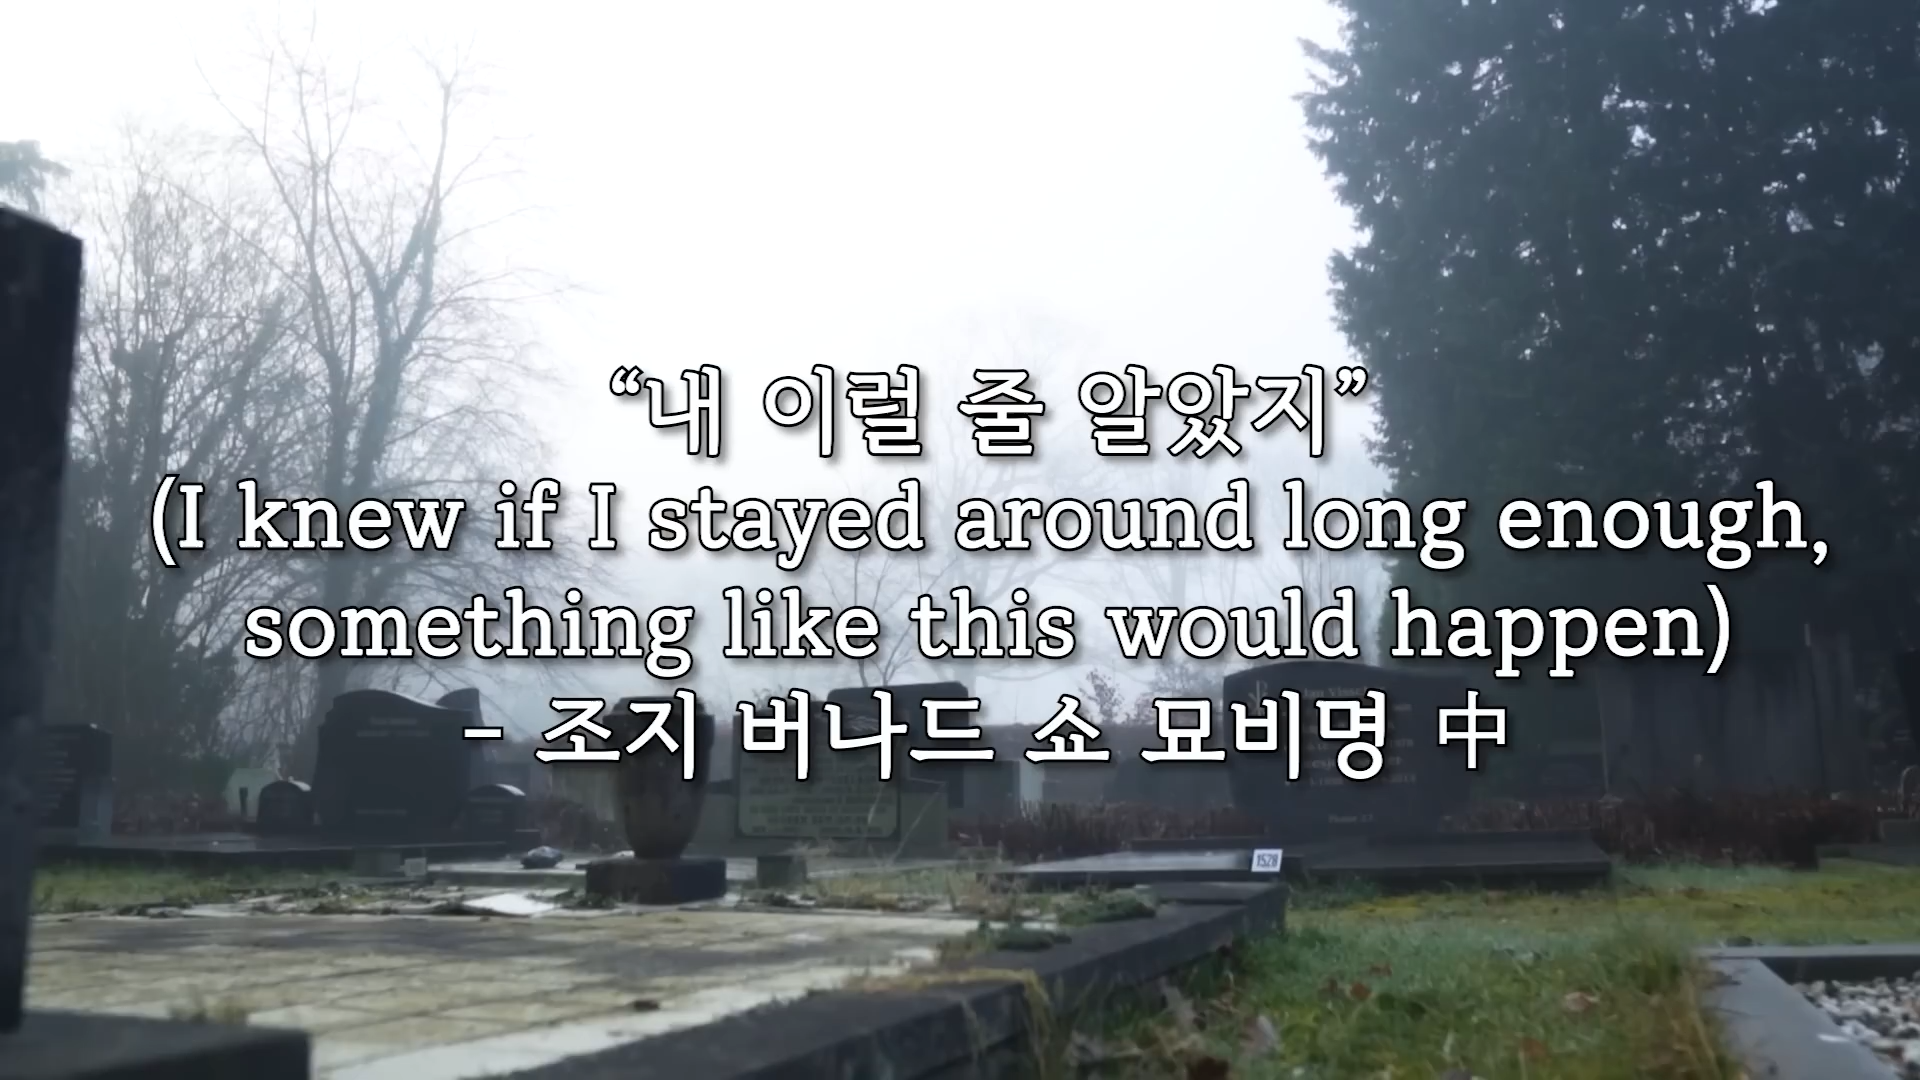 “내 이럴 줄 알았지”
(I knew if I stayed around long enough,
something like this would happen)
– 조지 버나드 쇼 묘비명 中
1528